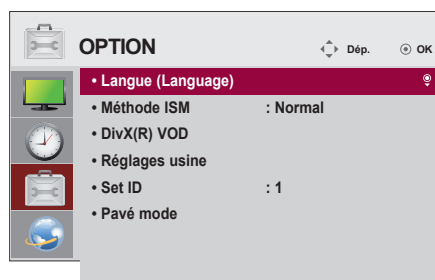 OPTION Dép. OK
• Langue (Language)
• Méthode ISM : Normal
• DivX(R) VOD
• Réglages usine
• Set ID : 1
• Pavé mode